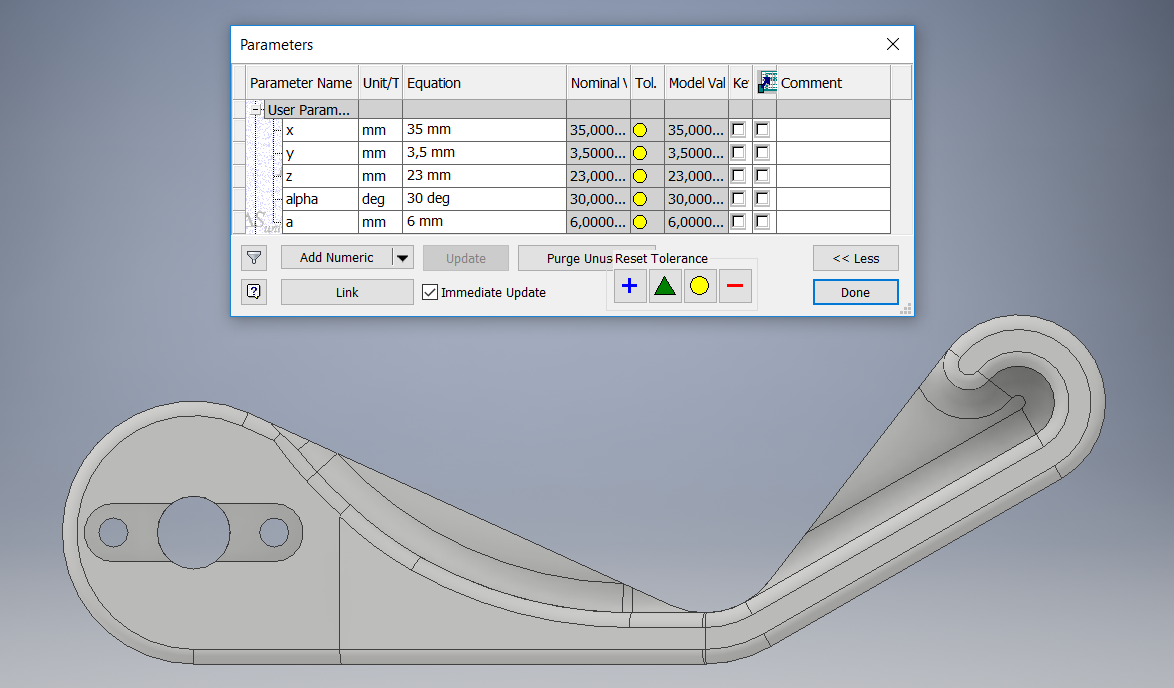 Parameters
Parameter Name Unit/T Equation Nominal V Tol. Model Val Ke Comment
User Param...
x mm 35 mm 35,000... 35,000...
y mm 3,5 mm 3,5000... 3,5000...
z mm 23 mm 23,000... 23,000...
alpha deg 30 deg 30,000... 30,000...
a mm 6 mm 6,0000... 6,0000...
Add Numeric Update Purge Unus Reset Tolerance << Less
Link Immediate Update Done